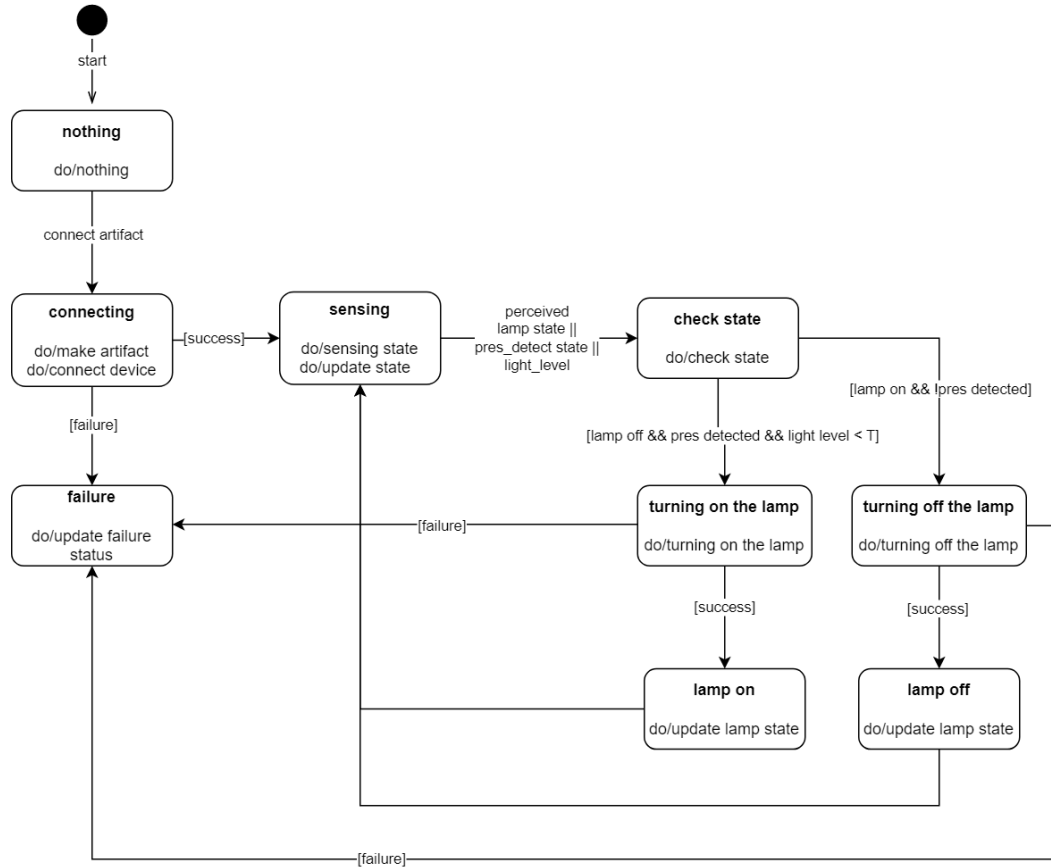 start
nothing
do/nothing
connect artifact
connecting
do/make artifact
do/connect device
[success]
sensing
do/sensing state
do/update state
perceived
lamp state ||
pres_detect state ||
light_level
check state
do/check state
[lamp on && !pres detected]
[failure]
[lamp off && pres detected && light level < T]
failure
do/update failure
status
[failure]
turning on the lamp
do/turning on the lamp
turning off the lamp
do/turning off the lamp
[success]
[success]
lamp on
do/update lamp state
lamp off
do/update lamp state
[failure]